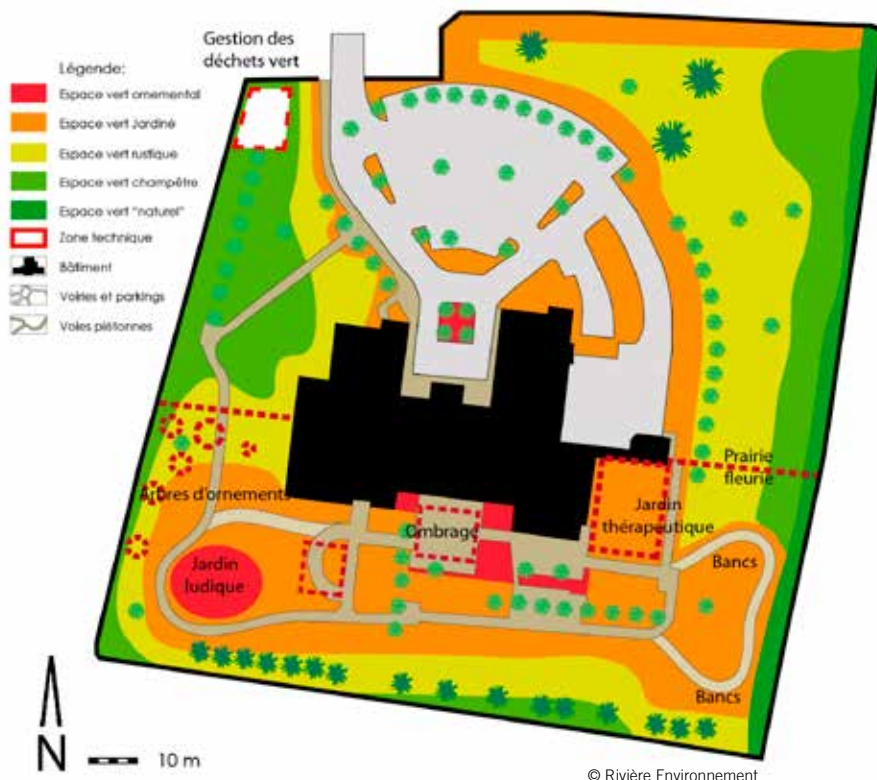 Gestion des
déchets vert
Légende:
Espace vert ornemental
Espace vert Jardiné
Espace vert rustique
Espace vert champêtre
Espace vert "naturel"
Zone technique
Bâtiment
Voiries et parkings
Voies piétonnes
Prairie
fleurie
Arbres d'ornements
Ombrage
Jardin
thérapeutique
Jardin
ludique
Bancs
Bancs
N
10 m
© Rivière Environnement